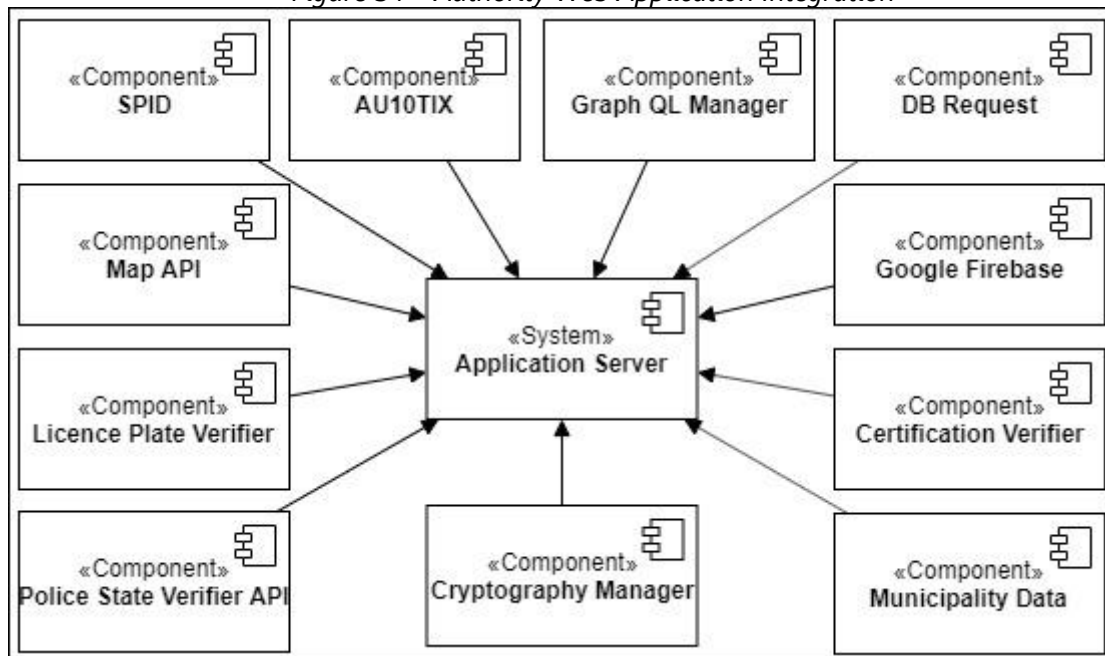 Figure - Authority Web Application Integration
«Component»
SPID
«Component»
AU10TIX
«Component»
Graph QL Manager
«Component»
DB Request
«Component»
Map API
«Component»
Google Firebase
«System»
Application Server
«Component»
Licence Plate Verifier
«Component»
Certification Verifier
«Component»
Police State Verifier API
«Component»
Cryptography Manager
«Component»
Municipality Data